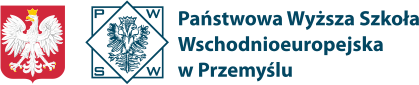 P W
S W
Państwowa Wyższa Szkoła
Wschodnioeuropejska
w Przemyślu